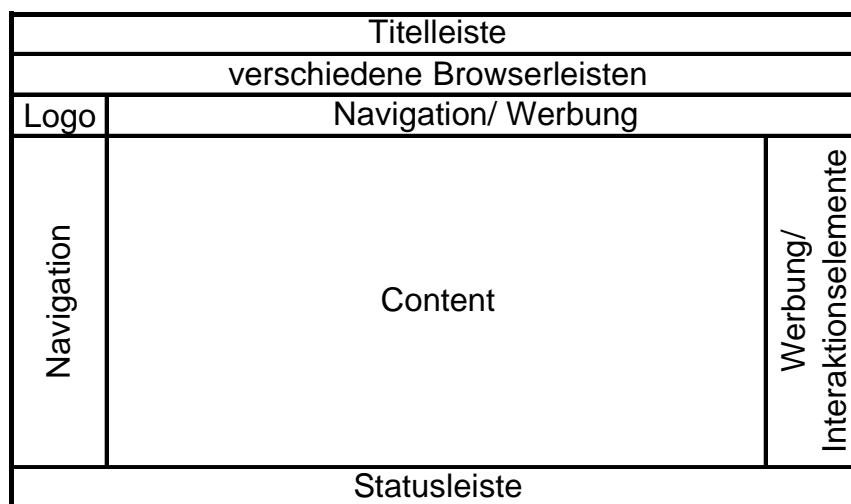 Titelleiste
verschiedene Browserleisten
Logo
Navigation/ Werbung
Navigation
Content
Werbung/
Interaktionselemente
Statusleiste